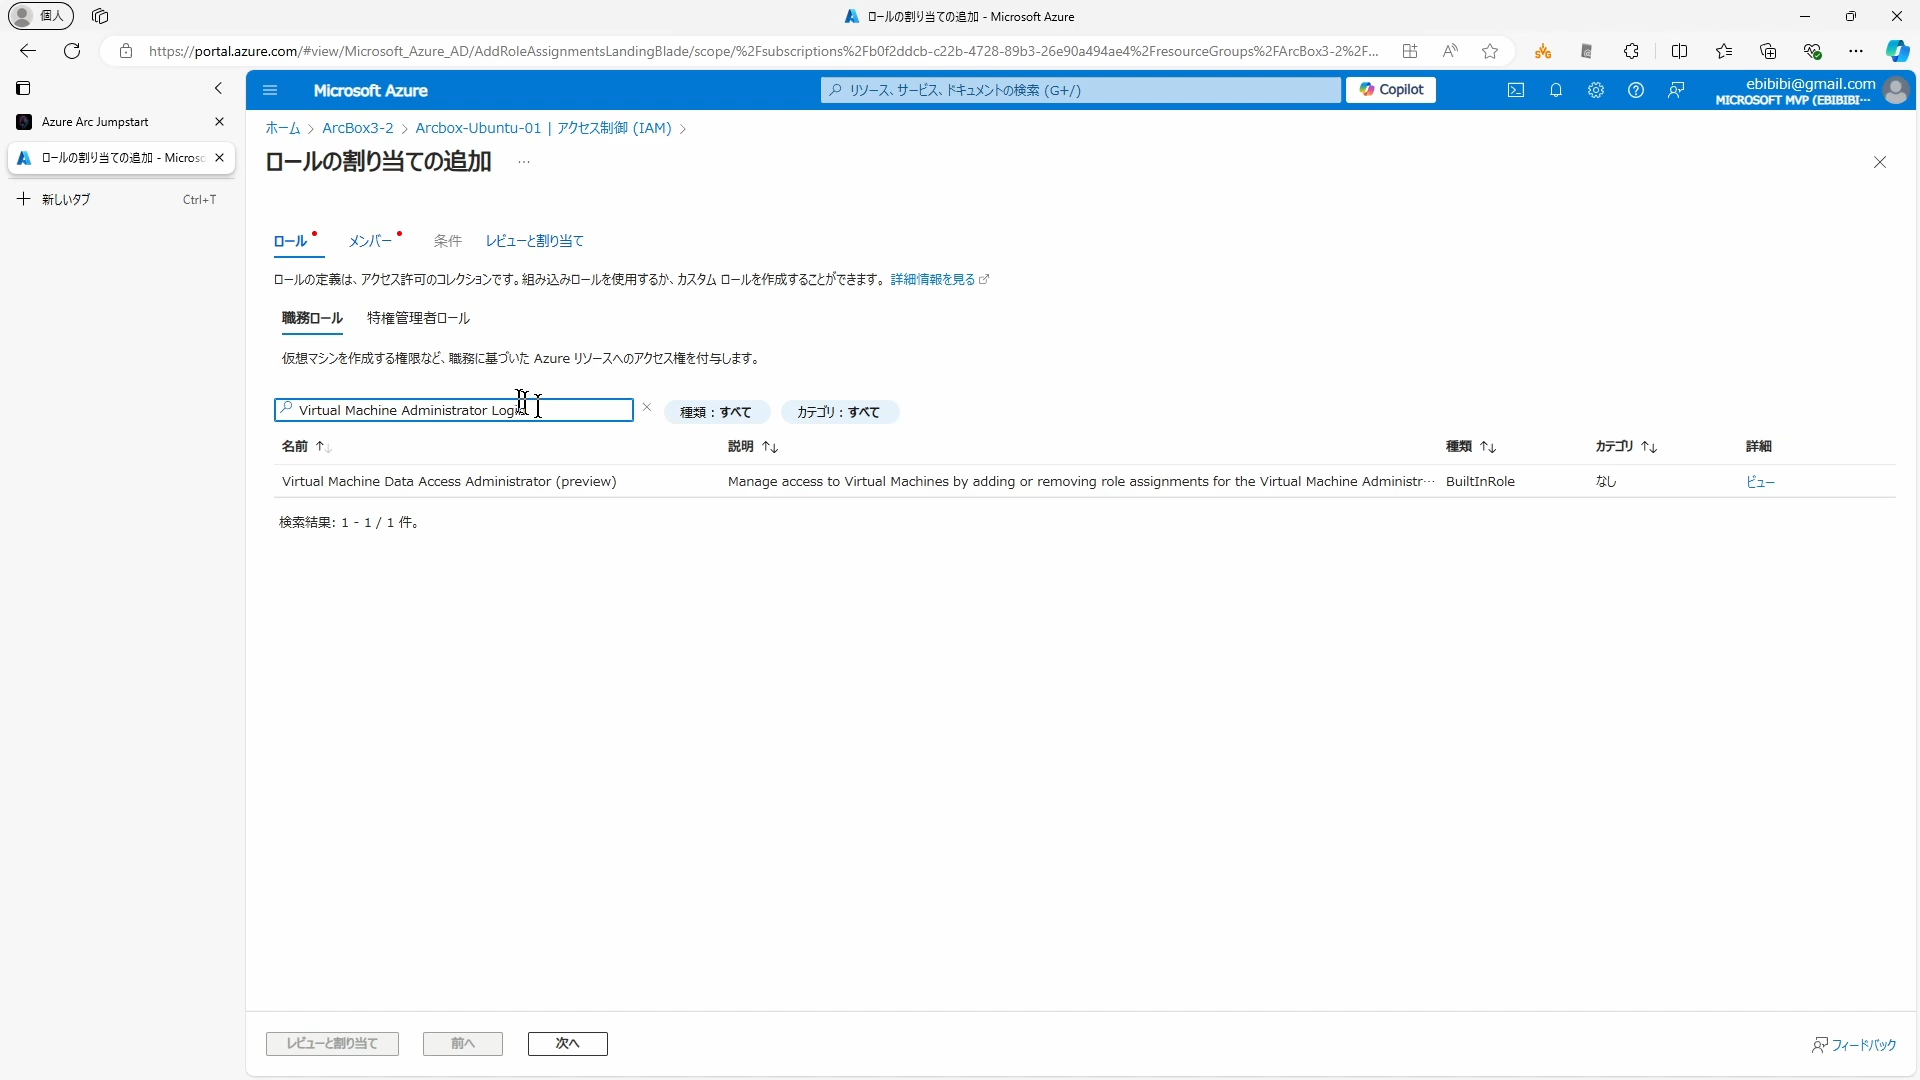 個人
ロールの割り当ての追加 - Microsoft Azure
https://portal.azure.com/#view/Microsoft_Azure_AD/AddRoleAssignmentsLandingBlade/scope/%2Fsubscriptions%2Fb0f2ddcb-c22b-4728-89b3-26e90a494ae4%2FresourceGroups%2FArcBox3-2%2F...
Azure Arc Jumpstart
ロールの割り当ての追加 - Microsc
新しいタブ Ctrl+T
Microsoft Azure
リソース、サービス、ドキュメントの検索 (G+/)
Copilot
ebibibi@gmail.com
MICROSOFT MVP (EBIBIBI-...
ホーム > ArcBox3-2 > Arcbox-Ubuntu-01 | アクセス制御 (IAM) >
ロールの割り当ての追加 ...
ロール メンバー 条件 レビューと割り当て
ロールの定義は、アクセス許可のコレクションです。組み込みロールを使用するか、カスタム ロールを作成することができます。 詳細情報を見る
職務ロール 特権管理者ロール
仮想マシンを作成する権限など、職務に基づいた Azure リソースへのアクセス権を付与します。
Virtual Machine Administrator Login
種類 : すべて カテゴリ : すべて
名前 ↑↓ 説明 ↑↓ 種類 ↑↓ カテゴリ ↑↓ 詳細
Virtual Machine Data Access Administrator (preview) Manage access to Virtual Machines by adding or removing role assignments for the Virtual Machine Administr... BuiltInRole なし ビュー
検索結果: 1 - 1 / 1 件。
レビューと割り当て 前へ 次へ フィードバック